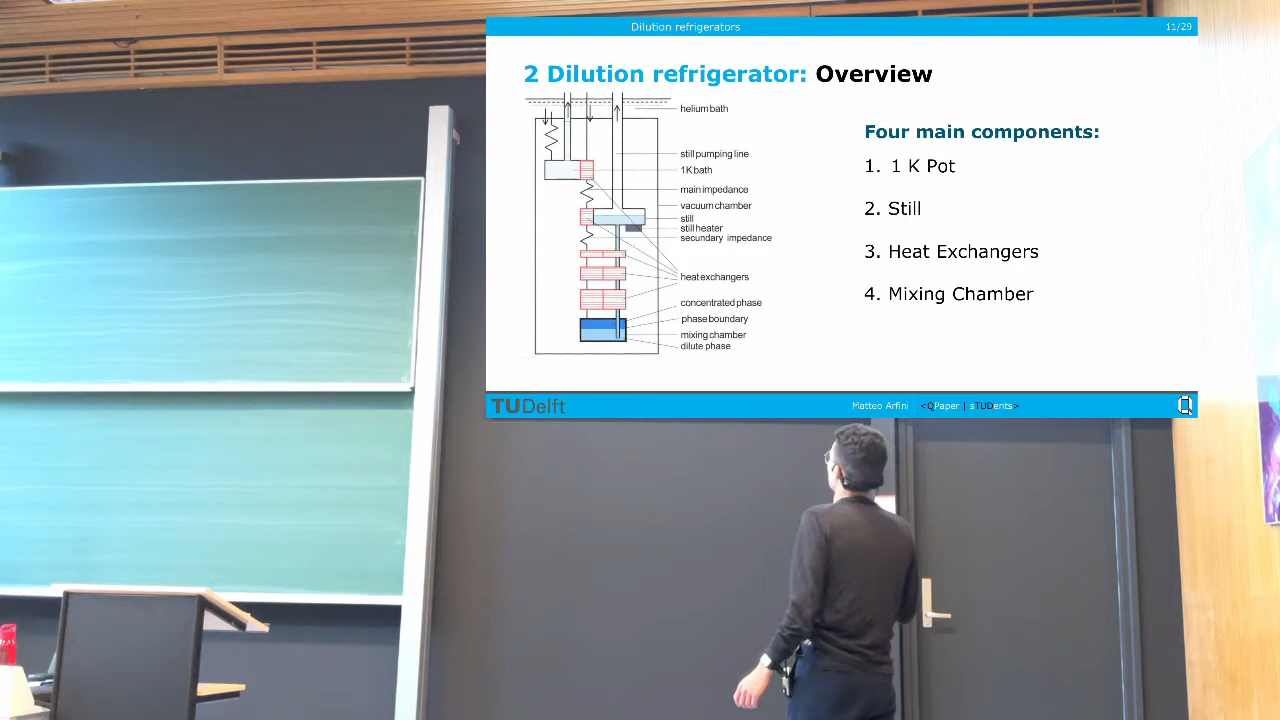 Dilution refrigerators
11/29
2 Dilution refrigerator: Overview
helium bath
still pumping line
1K bath
main impedance
vacuum chamber
still
still heater
secundary impedance
heat exchangers
concentrated phase
phase boundary
mixing chamber
dilute phase
Four main components:
1. 1 K Pot
2. Still
3. Heat Exchangers
4. Mixing Chamber
TUDelft
Matteo Arfini <QPaper | sTUDents>